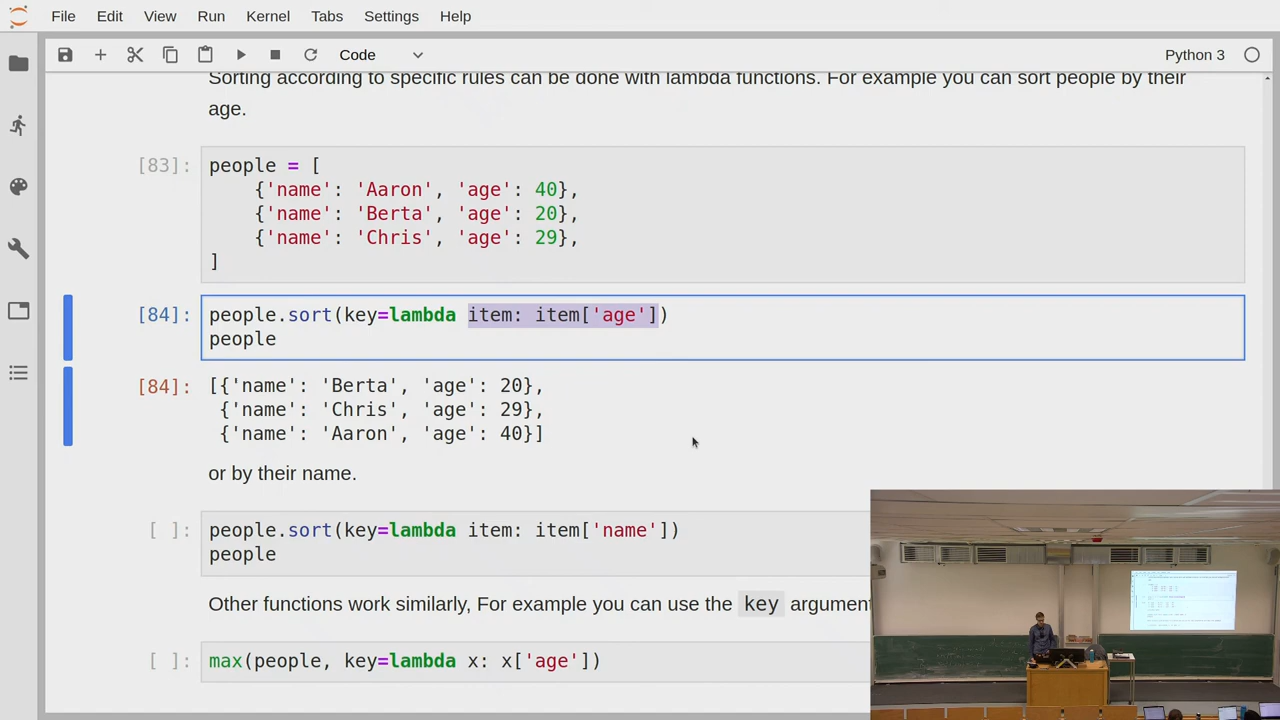 File Edit View Run Kernel Tabs Settings Help
Code
Python 3
Sorting according to specific rules can be done with lambda functions. For example you can sort people by their
age.
[83]:
people = [
{'name': 'Aaron', 'age': 40},
{'name': 'Berta', 'age': 20},
{'name': 'Chris', 'age': 29},
]
[84]:
people.sort(key=lambda item: item['age'])
people
[84]:
[{'name': 'Berta', 'age': 20},
{'name': 'Chris', 'age': 29},
{'name': 'Aaron', 'age': 40}]
or by their name.
[ ]:
people.sort(key=lambda item: item['name'])
people
Other functions work similarly, For example you can use the key argument
[ ]:
max(people, key=lambda x: x['age'])